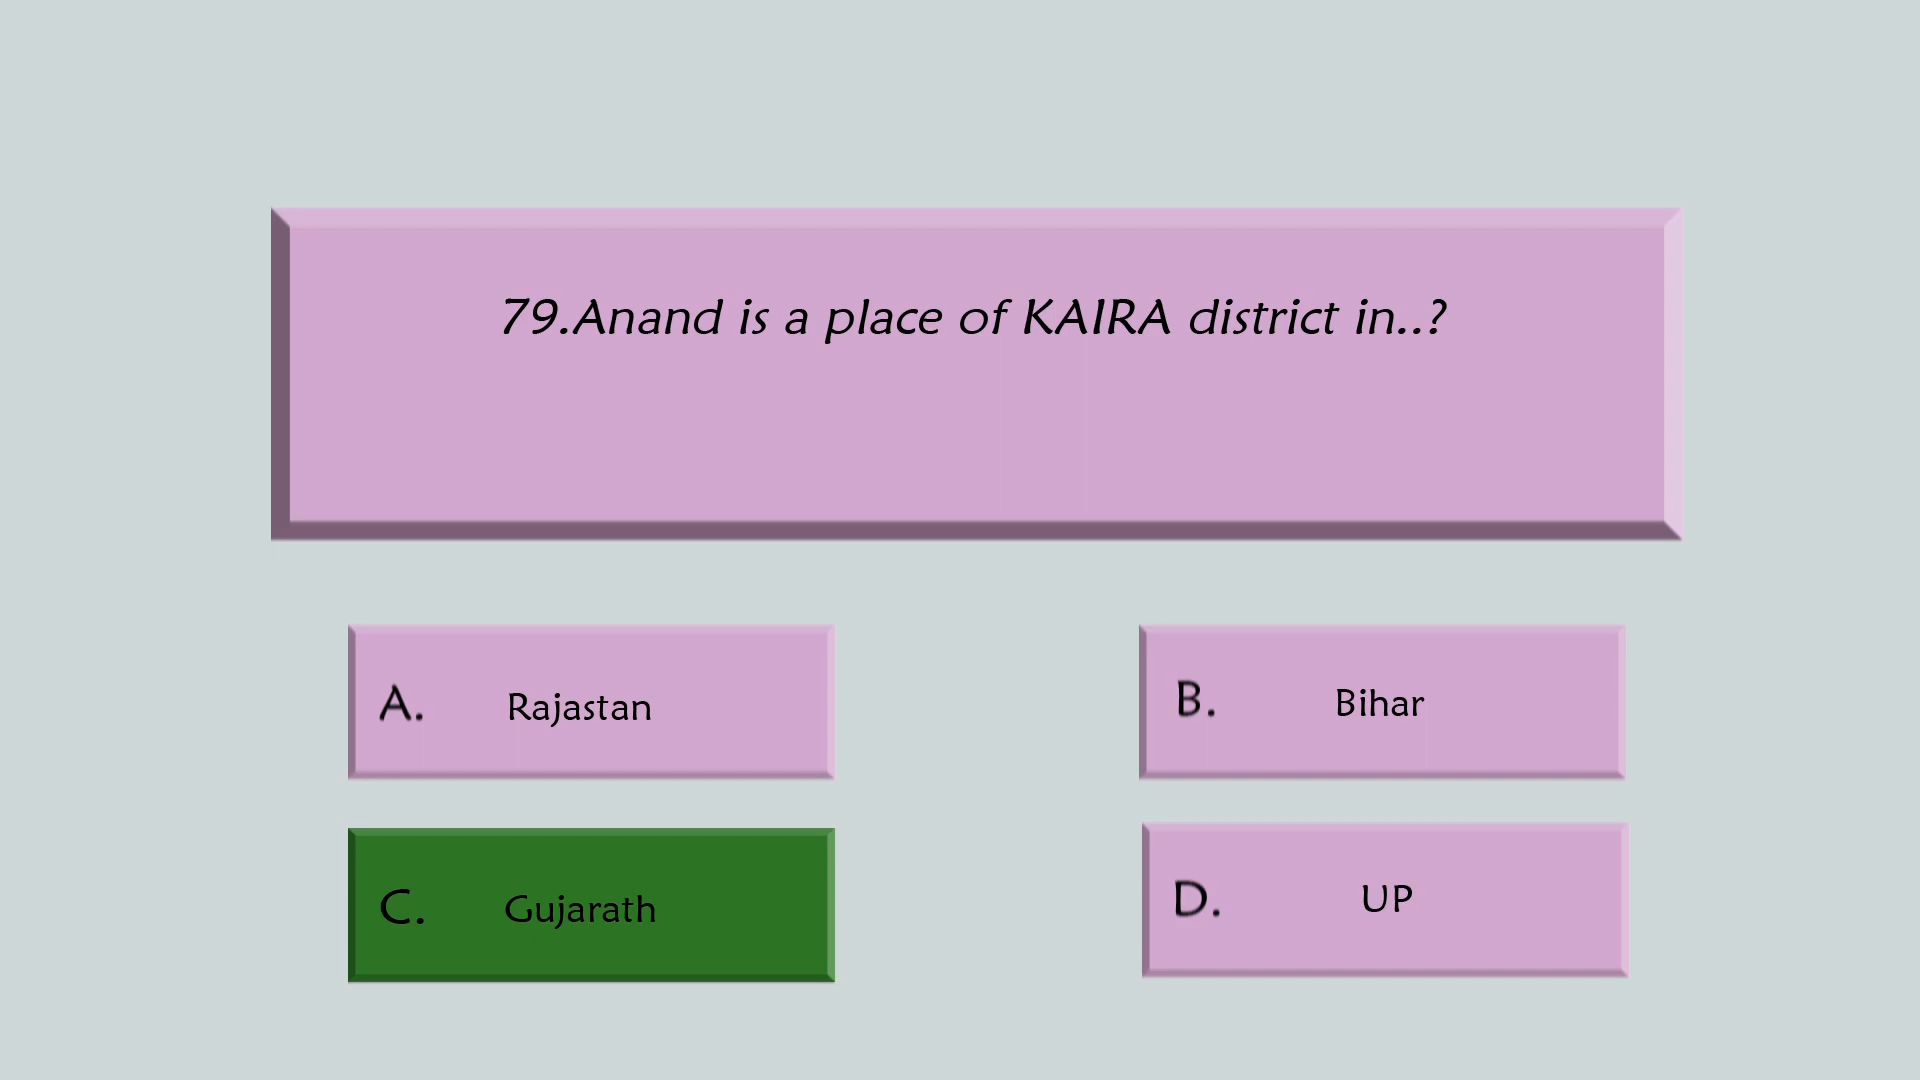 79.Anand is a place of KAIRA district in..?
A. Rajastan
B. Bihar
C. Gujarath
D. UP